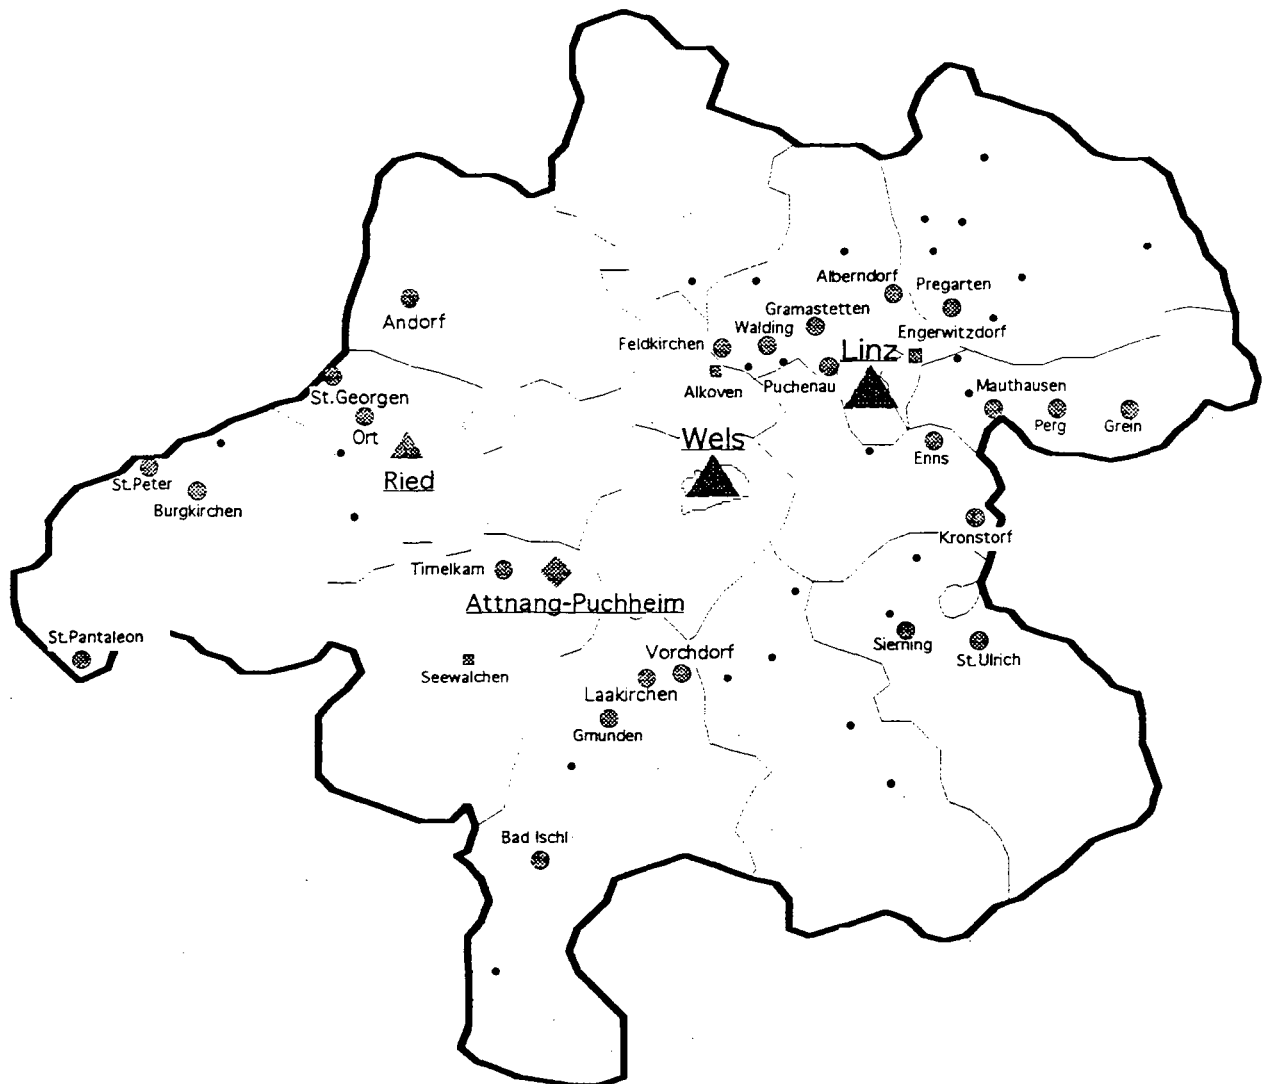 Alberndorf
Pregarten
Gramastetten
Andorf
Walding
Engerwitzdorf
Feldkirchen
Linz
Puchenau
Mauthausen
Alkoven
St.Georgen
Perg
Grein
Ort
Wels
Enns
Ried
St.Peter
Burgkirchen
Kronstorf
Timelkam
Attnang-Puchheim
St.Pantaleon
Sierning
Vorchdorf
St.Ulrich
Seewalchen
Laakirchen
Gmunden
Bad Ischl